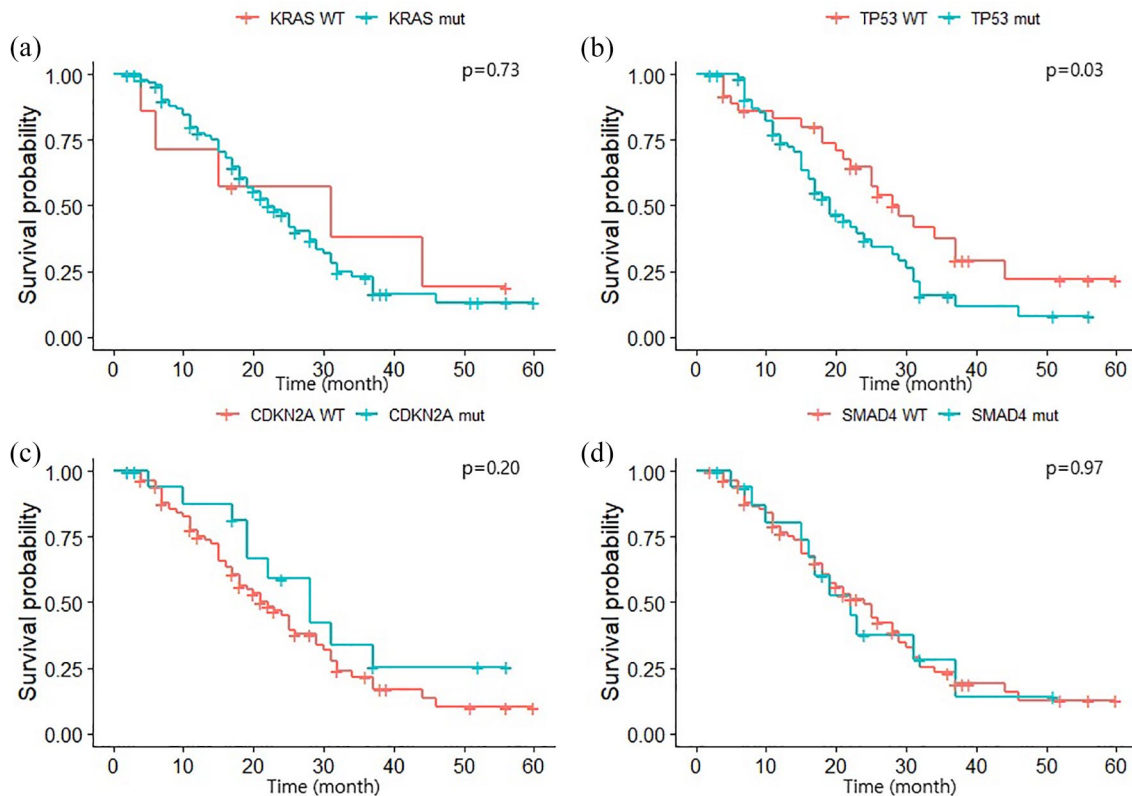 KRAS WT KRAS mut
(a)
p=0.73
1.00
0.75
0.50
0.25
0.00
Survival probability
0 10 20 30 40 50 60
Time (month)
TP53 WT TP53 mut
(b)
p=0.03
1.00
0.75
0.50
0.25
0.00
Survival probability
0 10 20 30 40 50 60
Time (month)
CDKN2A WT CDKN2A mut
(c)
p=0.20
1.00
0.75
0.50
0.25
0.00
Survival probability
0 10 20 30 40 50 60
Time (month)
SMAD4 WT SMAD4 mut
(d)
p=0.97
1.00
0.75
0.50
0.25
0.00
Survival probability
0 10 20 30 40 50 60
Time (month)